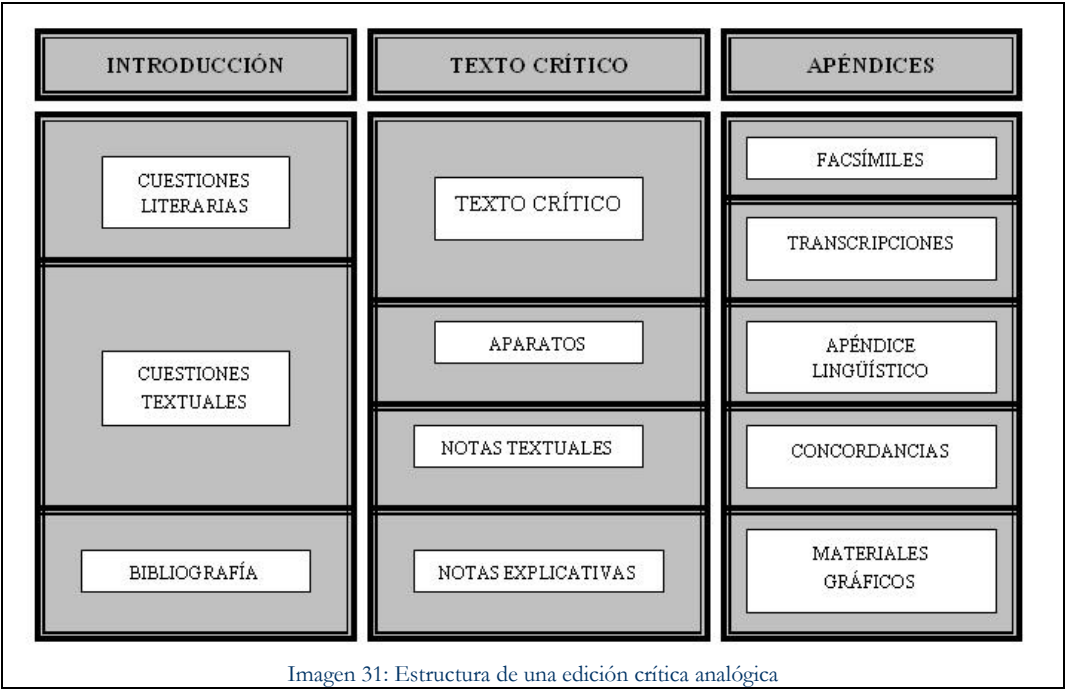 INTRODUCCIÓN
CUESTIONES
LITERARIAS
CUESTIONES
TEXTUALES
BIBLIOGRAFÍA
TEXTO CRÍTICO
TEXTO CRÍTICO
APARATOS
NOTAS TEXTUALES
NOTAS EXPLICATIVAS
APÉNDICES
FACSÍMILES
TRANSCRIPCIONES
APÉNDICE
LINGÜÍSTICO
CONCORDANCIAS
MATERIALES
GRÁFICOS
Imagen 31: Estructura de una edición crítica analógica